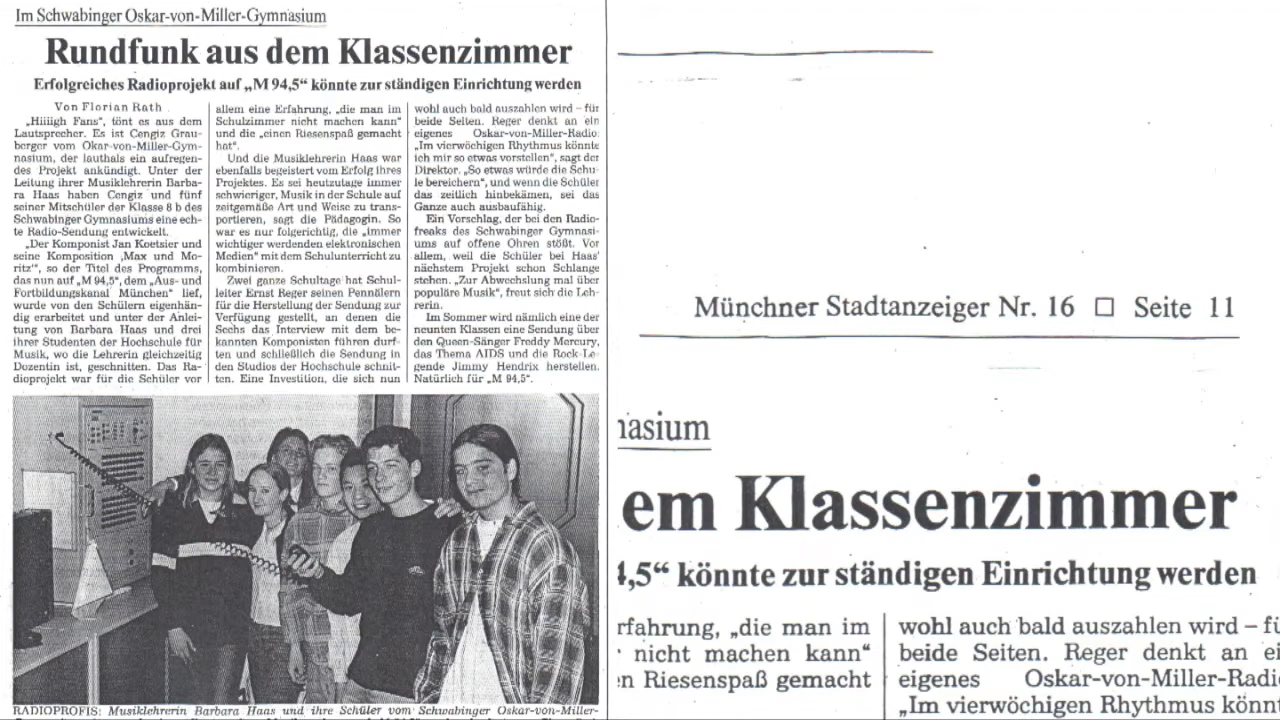 Im Schwabinger Oskar-von-Miller-Gymnasium
Rundfunk aus dem Klassenzimmer
Erfolgreiches Radioprojekt auf „M 94,5“ könnte zur ständigen Einrichtung werden
Von Florian Rath
„Hiiiigh Fans“, tönt es aus dem
Lautsprecher. Es ist Cengiz Grau-
berger vom Okar-von-Miller-Gym-
nasium, der lauthals ein aufregen-
des Projekt ankündigt. Unter der
Leitung ihrer Musiklehrerin Barba-
ra Haas haben Cengiz und fünf
seiner Mitschüler der Klasse 8 b des
Schwabinger Gymnasiums eine ech-
te Radio-Sendung entwickelt.
„Der Komponist Jan Koetsier und
seine Komposition ‚Max und Mo-
ritz‘“, so der Titel des Programms,
das nun auf „M 94,5“, dem „Aus- und
Fortbildungskanal München“ lief,
wurde von den Schülern eigenhän-
dig erarbeitet und unter der Anlei-
tung von Barbara Haas und drei
ihrer Studenten der Hochschule für
Musik, wo die Lehrerin gleichzeitig
Dozentin ist, geschnitten. Das Ra-
dioprojekt war für die Schüler vor
allem eine Erfahrung, „die man im
Schulzimmer nicht machen kann“
und die „einen Riesenspaß gemacht
hat“.
Und die Musiklehrerin Haas war
ebenfalls begeistert vom Erfolg ihres
Projektes. Es sei heutzutage immer
schwieriger, Musik in der Schule auf
zeitgemäße Art und Weise zu trans-
portieren, sagt die Pädagogin. So
war es nur folgerichtig, die „immer
wichtiger werdenden elektronischen
Medien“ mit dem Schulunterricht zu
kombinieren.
Zwei ganze Schultage hat Schul-
leiter Ernst Reger seinen Pennälern
für die Herstellung der Sendung zur
Verfügung gestellt, an denen die
Sechs das Interview mit dem be-
kannten Komponisten führen durf-
ten und schließlich die Sendung in
den Studios der Hochschule schnit-
ten. Eine Investition, die sich nun
wohl auch bald auszahlen wird – für
beide Seiten. Reger denkt an ein
eigenes Oskar-von-Miller-Radio:
„Im vierwöchigen Rhythmus könnte
ich mir so etwas vorstellen“, sagt der
Direktor. „So etwas würde die Schu-
le bereichern“, und wenn die Schüler
das zeitlich hinbekämen, sei das
Ganze auch ausbaufähig.
Ein Vorschlag, der bei den Radio-
freaks des Schwabinger Gymnasi-
ums auf offene Ohren stößt. Vor
allem, weil die Schüler bei Haas'
nächstem Projekt schon Schlange
stehen. „Zur Abwechslung mal über
populäre Musik“, freut sich die Leh-
rerin.
Im Sommer wird nämlich eine der
neunten Klassen eine Sendung über
den Queen-Sänger Freddy Mercury,
das Thema AIDS und die Rock-Le-
gende Jimmy Hendrix herstellen.
Natürlich für „M 94,5“.
RADIOPROFIS: Musiklehrerin Barbara Haas und ihre Schüler vom Schwabinger Oskar-von-Miller-
Münchner Stadtanzeiger Nr. 16 □ Seite 11
nasium
em Klassenzimmer
4,5“ könnte zur ständigen Einrichtung werden
rfahrung, „die man im
nicht machen kann“
n Riesenspaß gemacht
wohl auch bald auszahlen wird – fü
beide Seiten. Reger denkt an ei
eigenes Oskar-von-Miller-Radi
„Im vierwöchigen Rhythmus könn